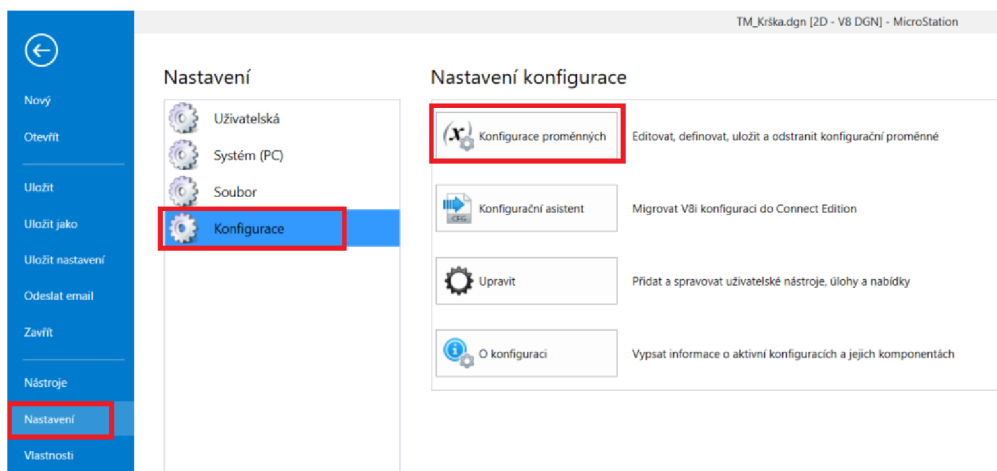 TM_Krška.dgn [2D - V8 DGN] - MicroStation
Nový
Otevřít
Uložit
Uložit jako
Uložit nastavení
Odeslat email
Zavřít
Nástroje
Nastavení
Vlastnosti
Nastavení
Uživatelská
Systém (PC)
Soubor
Konfigurace
Nastavení konfigurace
(x) Konfigurace proměnných Editovat, definovat, uložit a odstranit konfigurační proměnné
CFG Konfigurační asistent Migrovat V8i konfiguraci do Connect Edition
Upravit Přidat a spravovat uživatelské nástroje, úlohy a nabídky
O konfiguraci Vypsat informace o aktivní konfiguracích a jejich komponentách